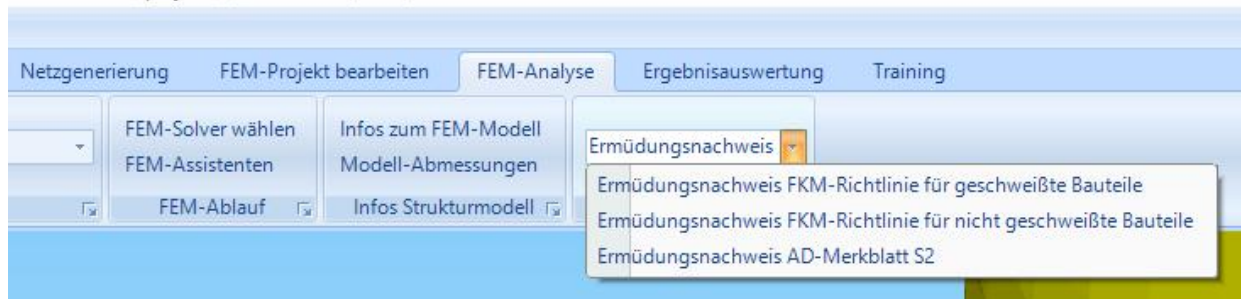 Netzgenerierung FEM-Projekt bearbeiten FEM-Analyse Ergebnisauswertung Training
FEM-Solver wählen Infos zum FEM-Modell
Ermüdungsnachweis
FEM-Assistenten Modell-Abmessungen
Ermüdungsnachweis FKM-Richtlinie für geschweißte Bauteile
FEM-Ablauf Infos Strukturmodell
Ermüdungsnachweis FKM-Richtlinie für nicht geschweißte Bauteile
Ermüdungsnachweis AD-Merkblatt S2